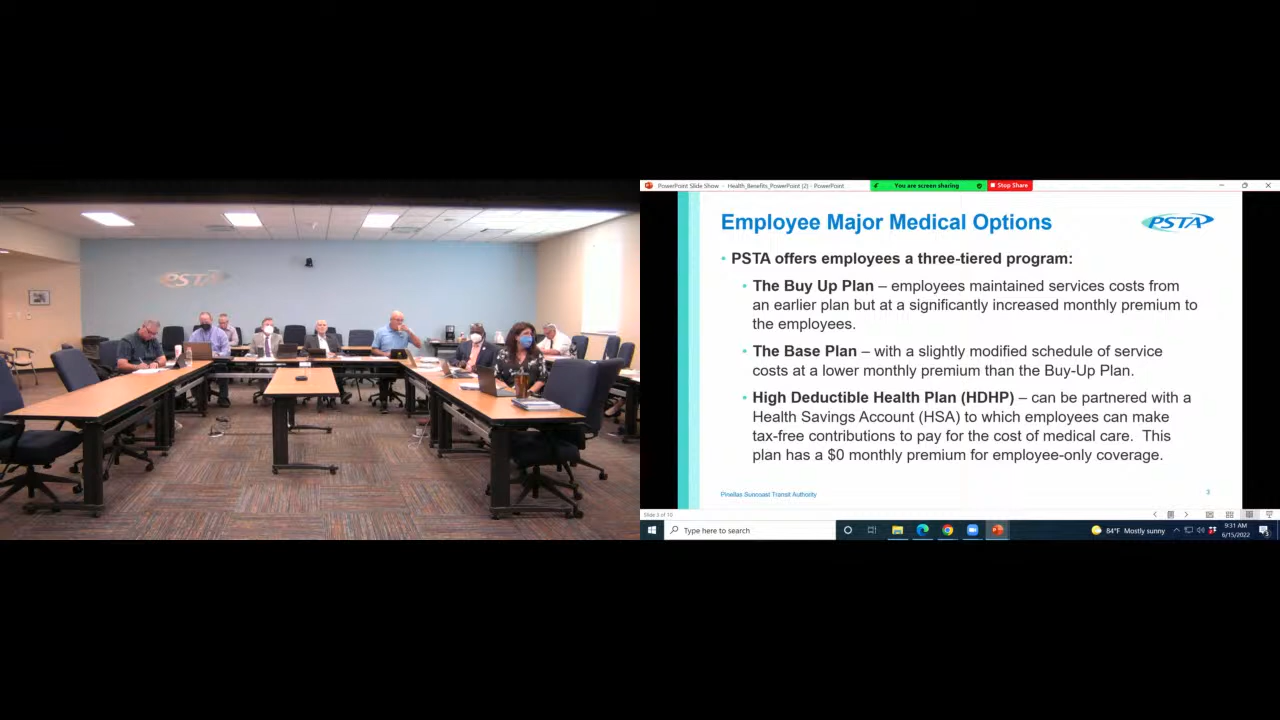 PSTA
PowerPoint Slide Show - Health_Benefits_PowerPoint (2) - PowerPoint
You are screen sharing
Stop Share
Employee Major Medical Options
PSTA
• PSTA offers employees a three-tiered program:
• The Buy Up Plan – employees maintained services costs from
an earlier plan but at a significantly increased monthly premium to
the employees.
• The Base Plan – with a slightly modified schedule of service
costs at a lower monthly premium than the Buy-Up Plan.
• High Deductible Health Plan (HDHP) – can be partnered with a
Health Savings Account (HSA) to which employees can make
tax-free contributions to pay for the cost of medical care. This
plan has a $0 monthly premium for employee-only coverage.
Pinellas Suncoast Transit Authority
3
Slide 3 of 10
Type here to search
84°F Mostly sunny
9:31 AM
6/15/2022